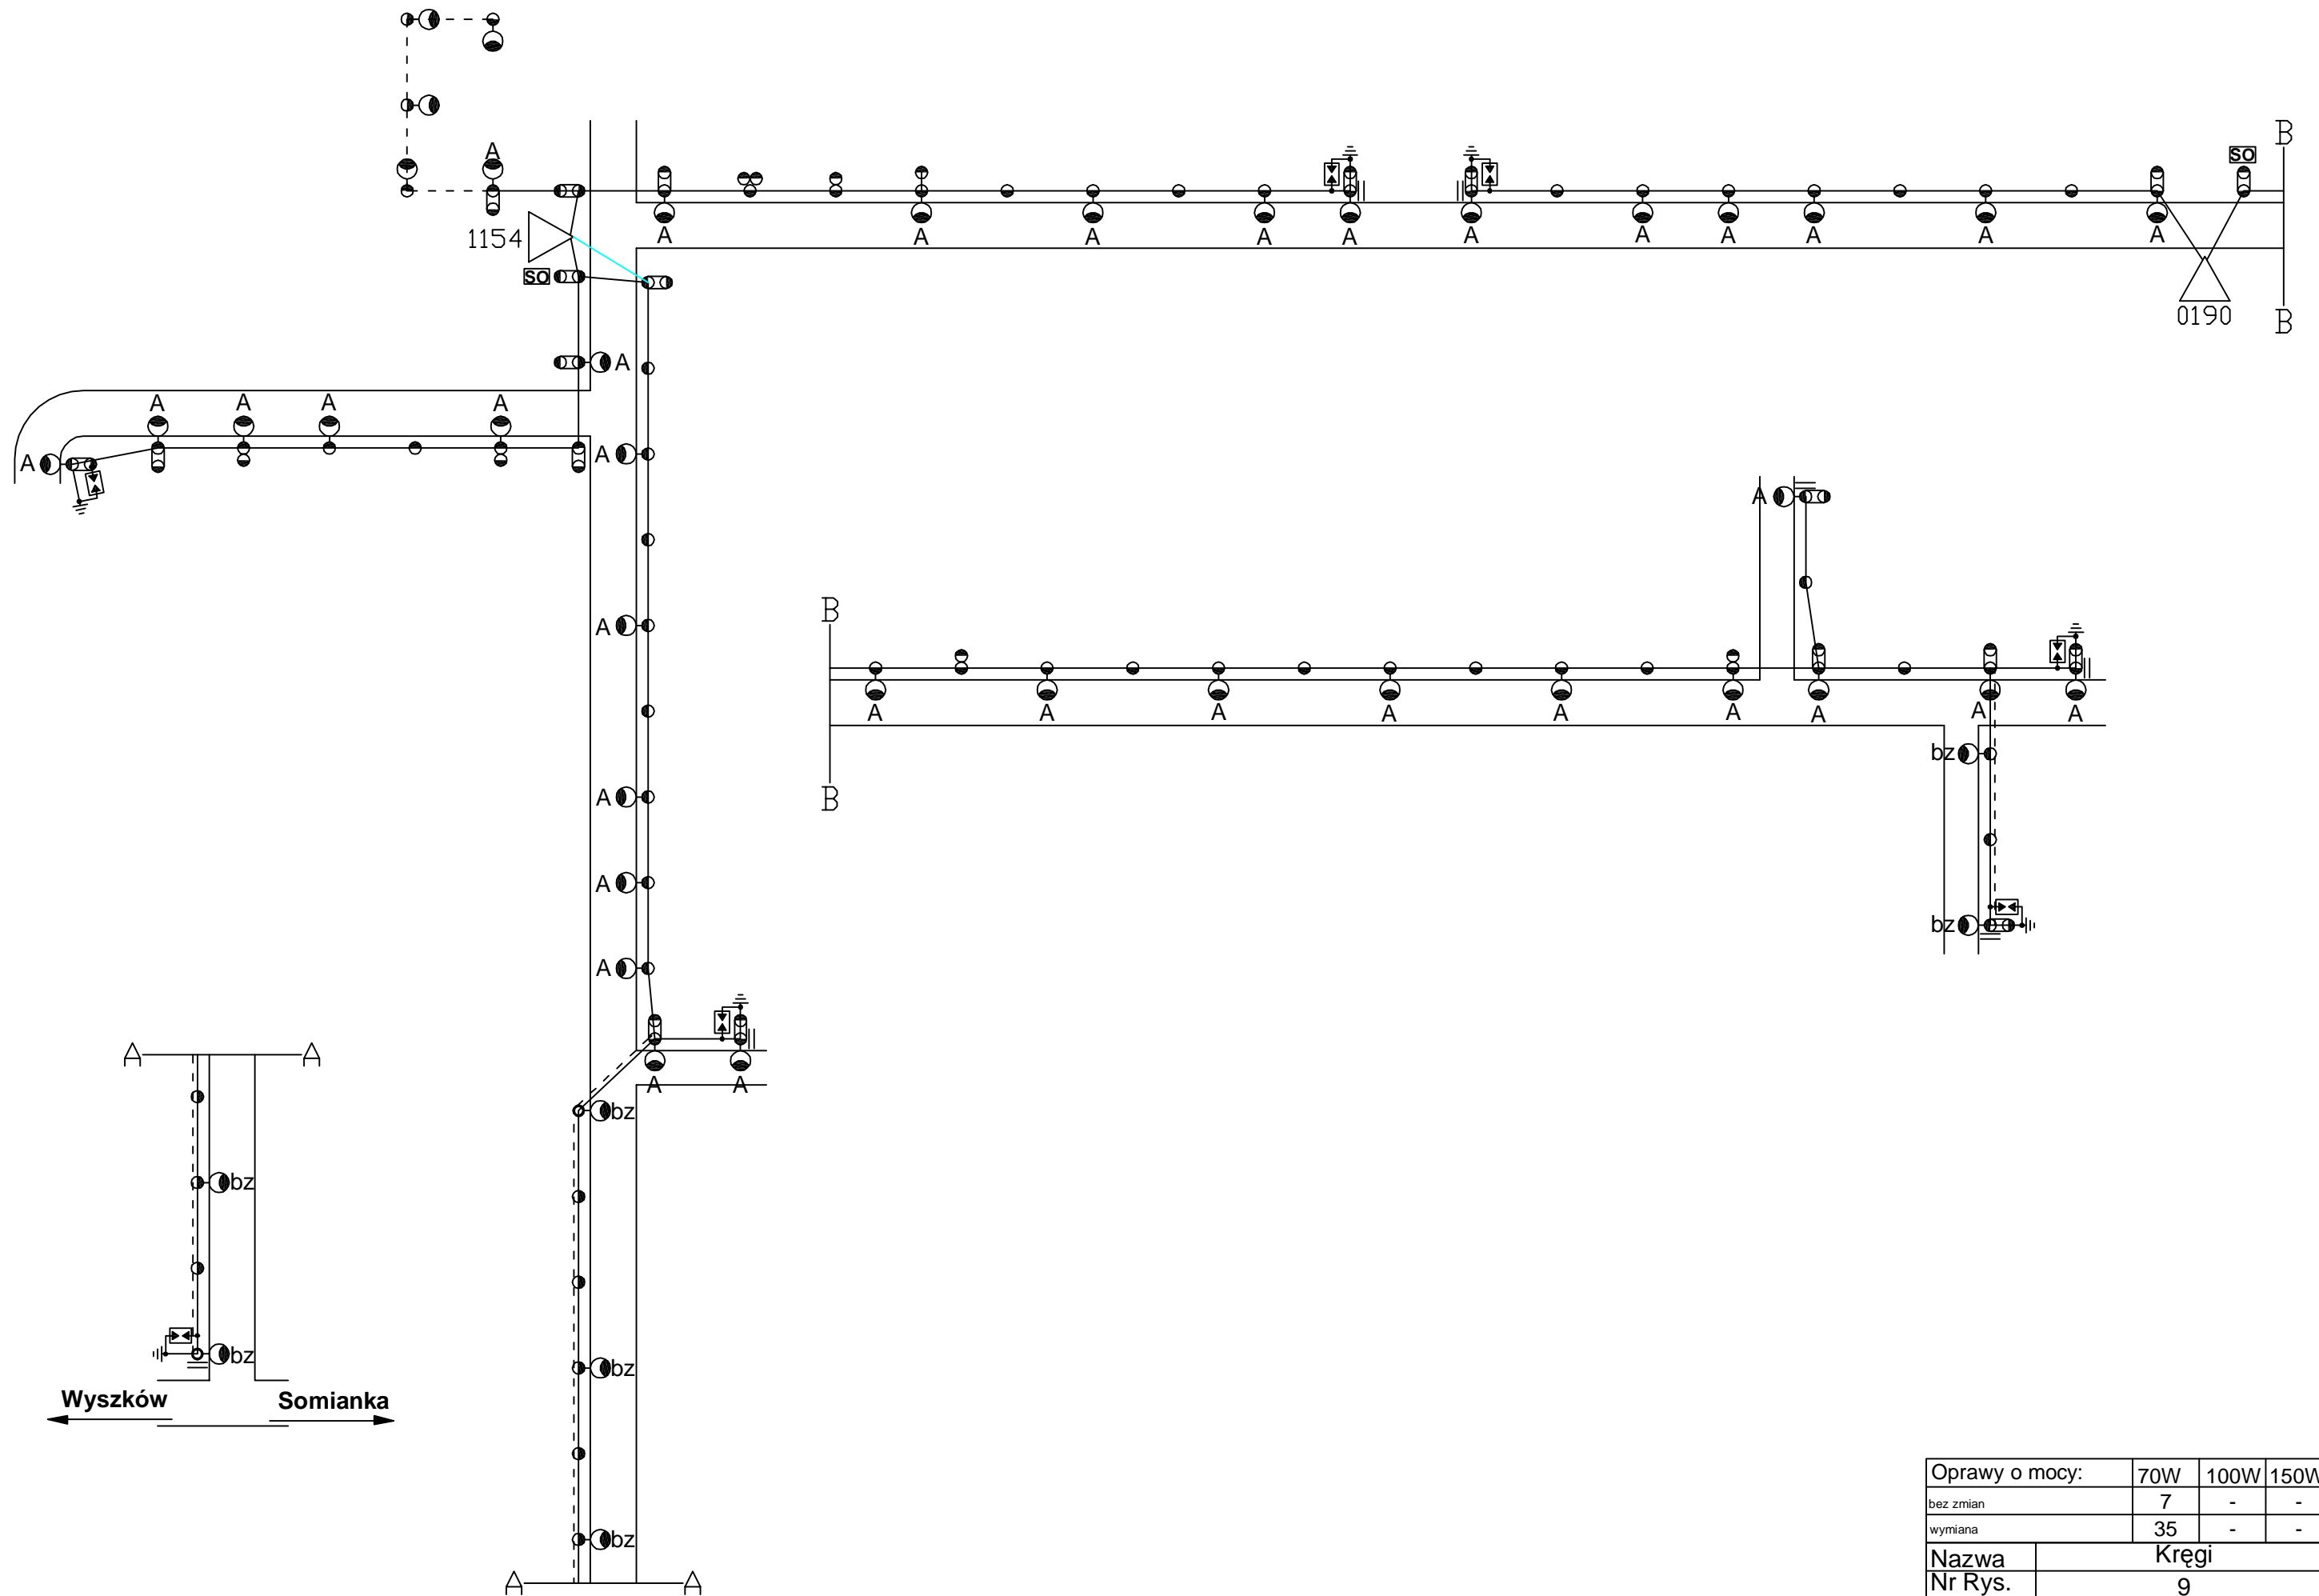 A
B
SO
1154
A A A A A A A A A A A
SO
0190
B
A
A A A A
A
A
A
B
A
A A A A A A A A A
bz
A
B
A
bz
A
A A
A A
bz
bz
bz
bz
Wyszków Somianka
bz
A A
Oprawy o mocy: 70W 100W 150W
bez zmian 7 - -
wymiana 35 - -
Nazwa Kręgi
Nr Rys. 9